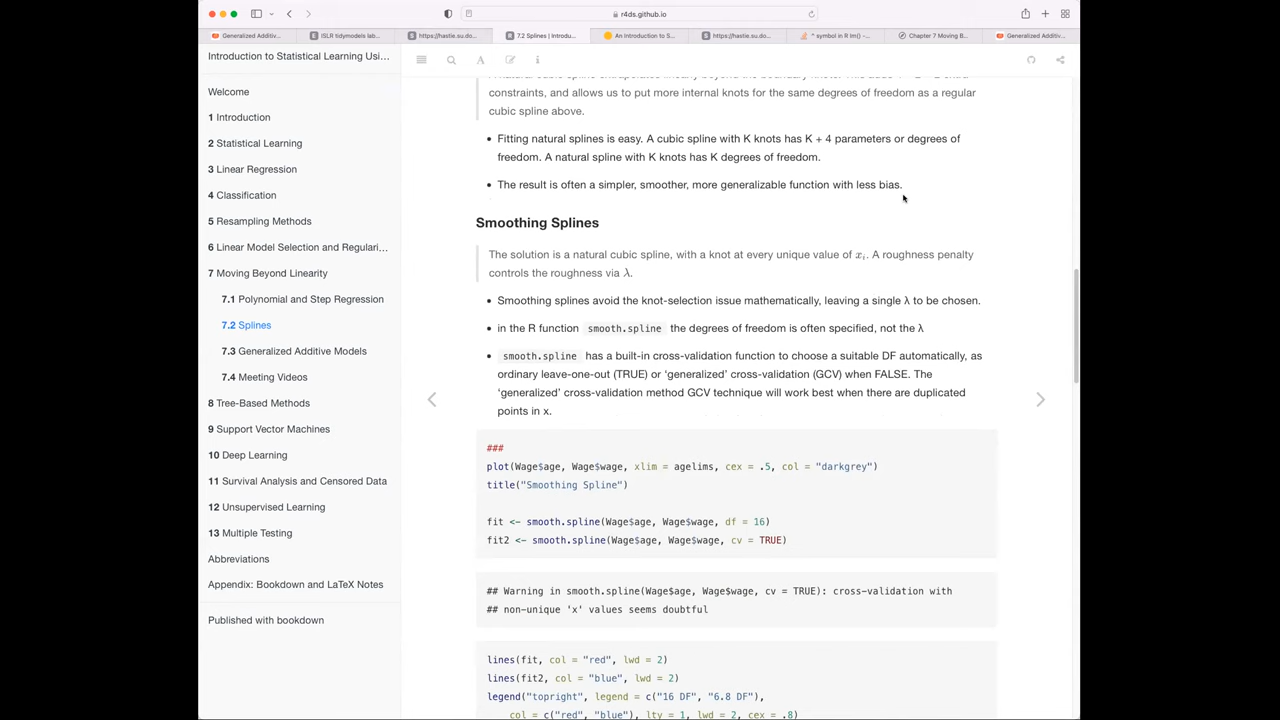 r4ds.github.io
Generalized Additiv...
ISLR tidymodels lab...
https://hastie.su.do...
7.2 Splines | Introdu...
An Introduction to S...
https://hastie.su.do...
^ symbol in R lm() –...
Chapter 7 Moving B...
Generalized Additiv...
Introduction to Statistical Learning Usi...
Welcome
1 Introduction
2 Statistical Learning
3 Linear Regression
4 Classification
5 Resampling Methods
6 Linear Model Selection and Regulari...
7 Moving Beyond Linearity
7.1 Polynomial and Step Regression
7.2 Splines
7.3 Generalized Additive Models
7.4 Meeting Videos
8 Tree-Based Methods
9 Support Vector Machines
10 Deep Learning
11 Survival Analysis and Censored Data
12 Unsupervised Learning
13 Multiple Testing
Abbreviations
Appendix: Bookdown and LaTeX Notes
Published with bookdown
constraints, and allows us to put more internal knots for the same degrees of freedom as a regular
cubic spline above.
• Fitting natural splines is easy. A cubic spline with K knots has K + 4 parameters or degrees of
freedom. A natural spline with K knots has K degrees of freedom.
• The result is often a simpler, smoother, more generalizable function with less bias.
Smoothing Splines
The solution is a natural cubic spline, with a knot at every unique value of xᵢ. A roughness penalty
controls the roughness via λ.
• Smoothing splines avoid the knot-selection issue mathematically, leaving a single λ to be chosen.
• in the R function smooth.spline the degrees of freedom is often specified, not the λ
• smooth.spline has a built-in cross-validation function to choose a suitable DF automatically, as
ordinary leave-one-out (TRUE) or ‘generalized’ cross-validation (GCV) when FALSE. The
‘generalized’ cross-validation method GCV technique will work best when there are duplicated
points in x.
###
plot(Wage$age, Wage$wage, xlim = agelims, cex = .5, col = "darkgrey")
title("Smoothing Spline")
fit <- smooth.spline(Wage$age, Wage$wage, df = 16)
fit2 <- smooth.spline(Wage$age, Wage$wage, cv = TRUE)
## Warning in smooth.spline(Wage$age, Wage$wage, cv = TRUE): cross-validation with
## non-unique 'x' values seems doubtful
lines(fit, col = "red", lwd = 2)
lines(fit2, col = "blue", lwd = 2)
legend("topright", legend = c("16 DF", "6.8 DF"),
col = c("red", "blue"), lty = 1, lwd = 2, cex = .8)